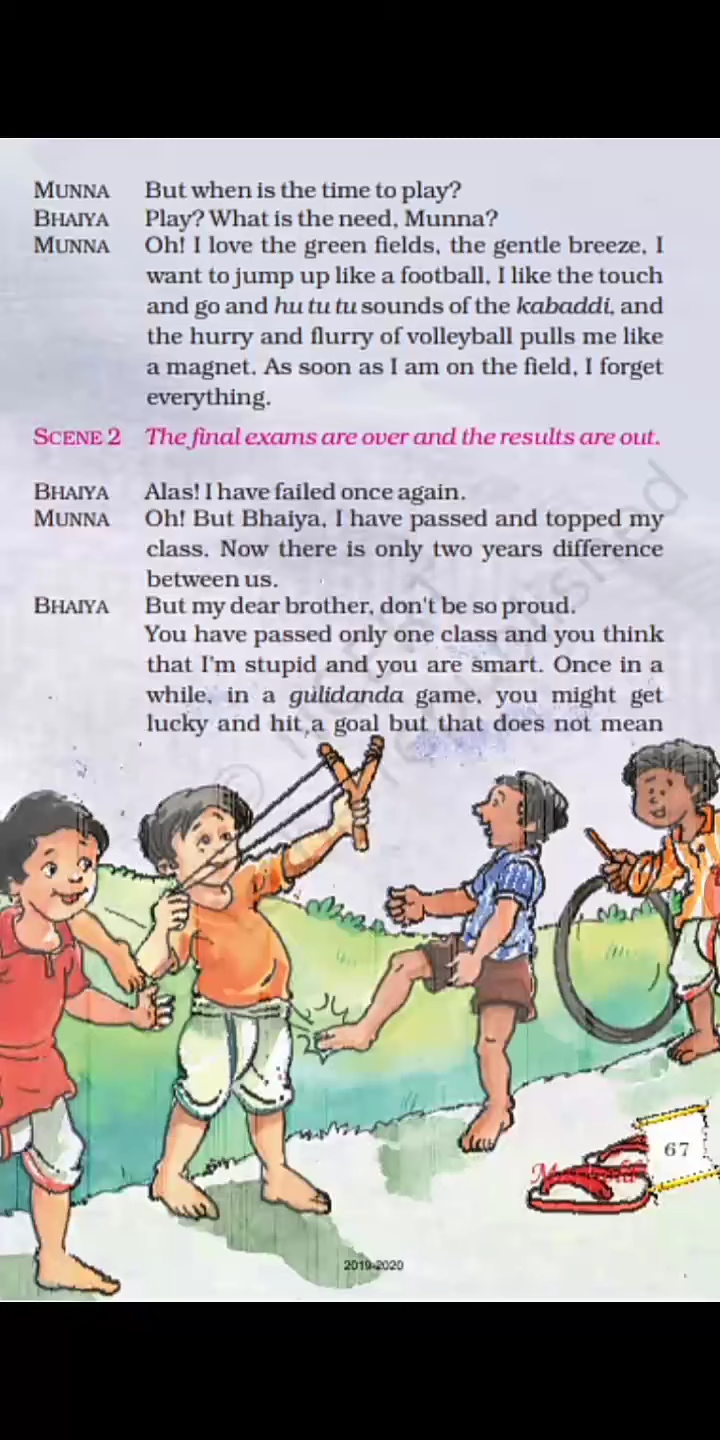 MUNNA But when is the time to play?
BHAIYA Play? What is the need, Munna?
MUNNA Oh! I love the green fields, the gentle breeze, I
want to jump up like a football, I like the touch
and go and hu tu tu sounds of the kabaddi, and
the hurry and flurry of volleyball pulls me like
a magnet. As soon as I am on the field, I forget
everything.
SCENE 2 The final exams are over and the results are out.
BHAIYA Alas! I have failed once again.
MUNNA Oh! But Bhaiya, I have passed and topped my
class. Now there is only two years difference
between us.
BHAIYA But my dear brother, don't be so proud.
You have passed only one class and you think
that I'm stupid and you are smart. Once in a
while, in a gulidanda game, you might get
lucky and hit a goal but that does not mean
67
2019-2020